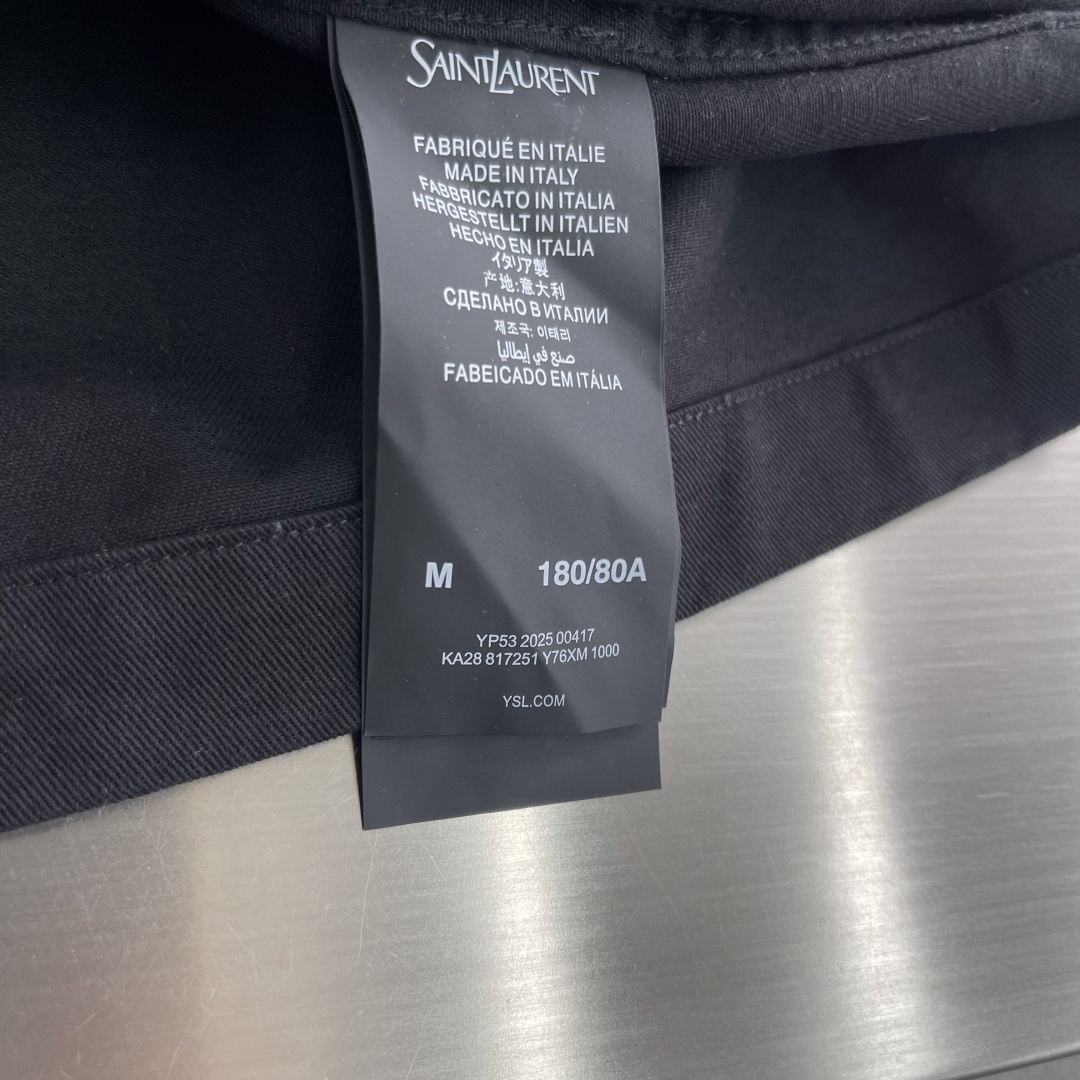 SAINT LAURENT
FABRIQUÉ EN ITALIE
MADE IN ITALY
FABBRICATO IN ITALIA
HERGESTELLT IN ITALIEN
HECHO EN ITALÍA
イタリア製
产地:意大利
СДЕЛАНО В ИТАЛИИ
제조국: 이태리
صنع في إيطاليا
FABEICADO EM ITÁLIA
M 180/80A
YP53 2025 00417
KA28 817251 Y76XM 1000
YSL.COM